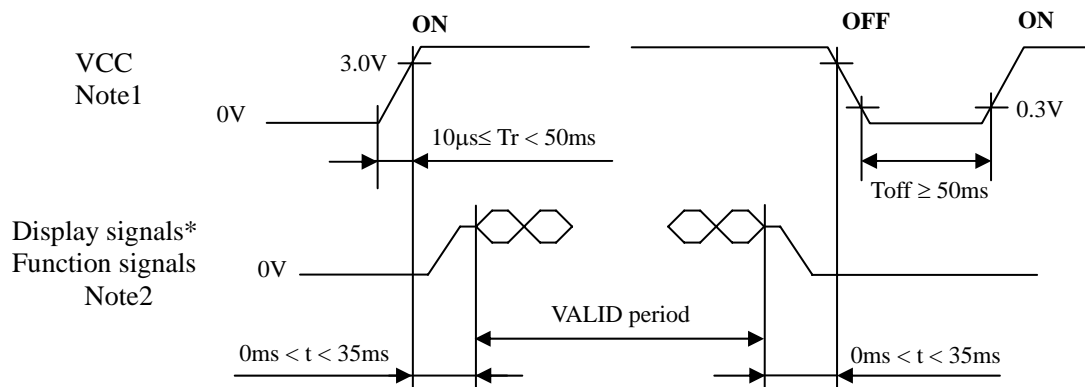 ON OFF ON
VCC
Note1
3.0V
0V
0.3V
10μs≤ Tr < 50ms
Toff ≥ 50ms
Display signals*
Function signals
Note2
0V
VALID period
0ms < t < 35ms
0ms < t < 35ms